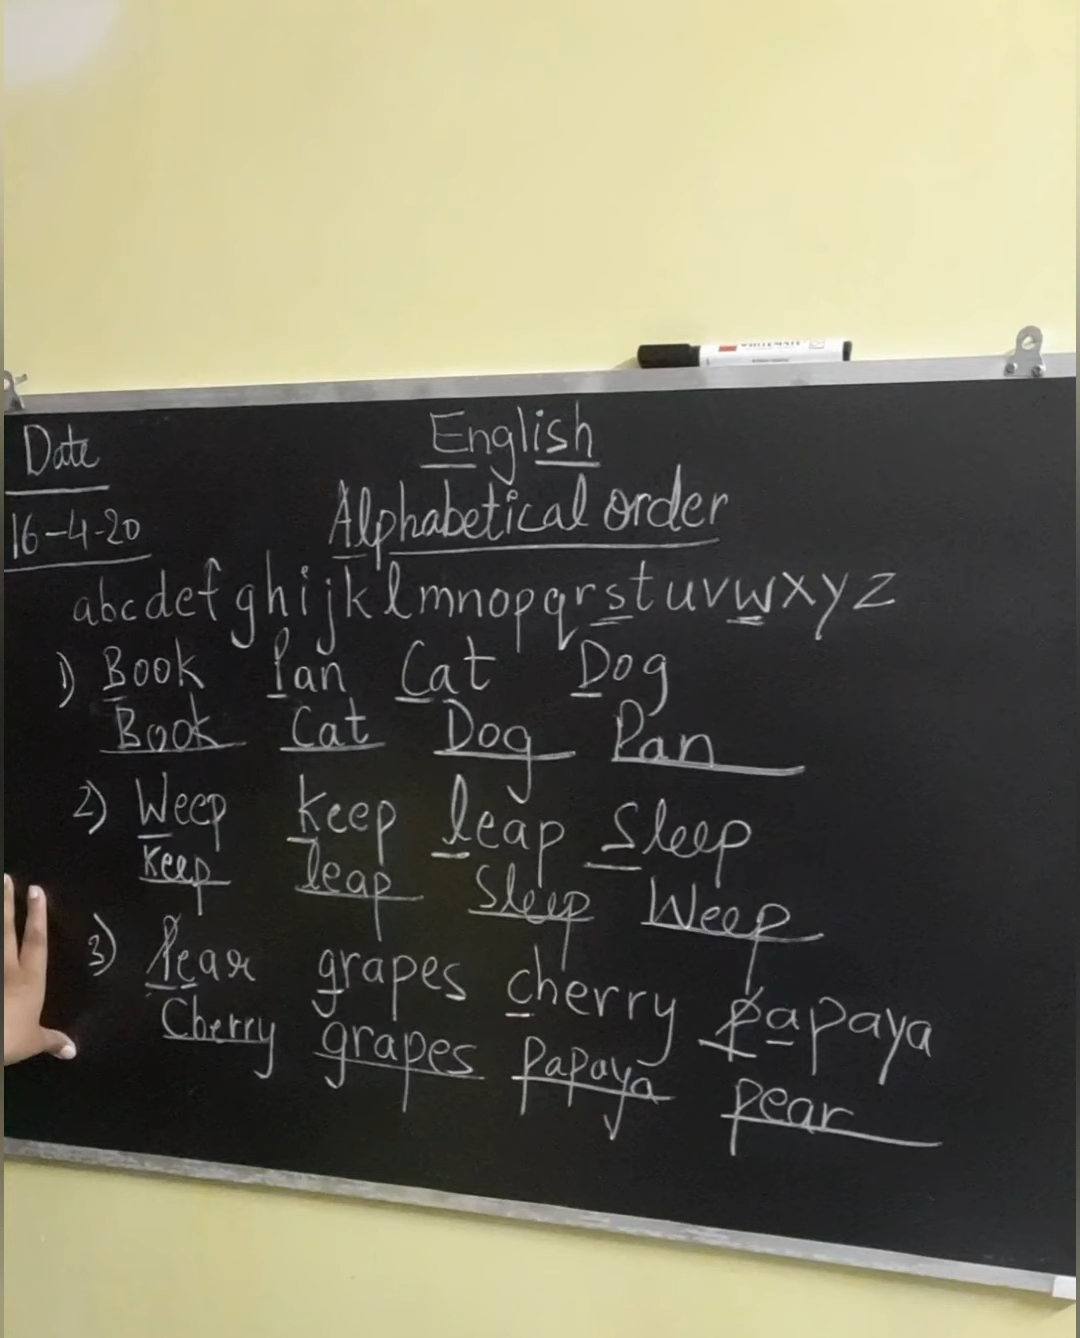 WHITEMATE
Date
English
16-4-20
Alphabetical order
abcdefghijklmnopqrstuvwxyz
1) Book Pan Cat Dog
Book Cat Dog Pan
2) Weep keep leap Sleep
Keep leap Sleep Weep
3) Pear grapes cherry papaya
Cherry grapes papaya pear